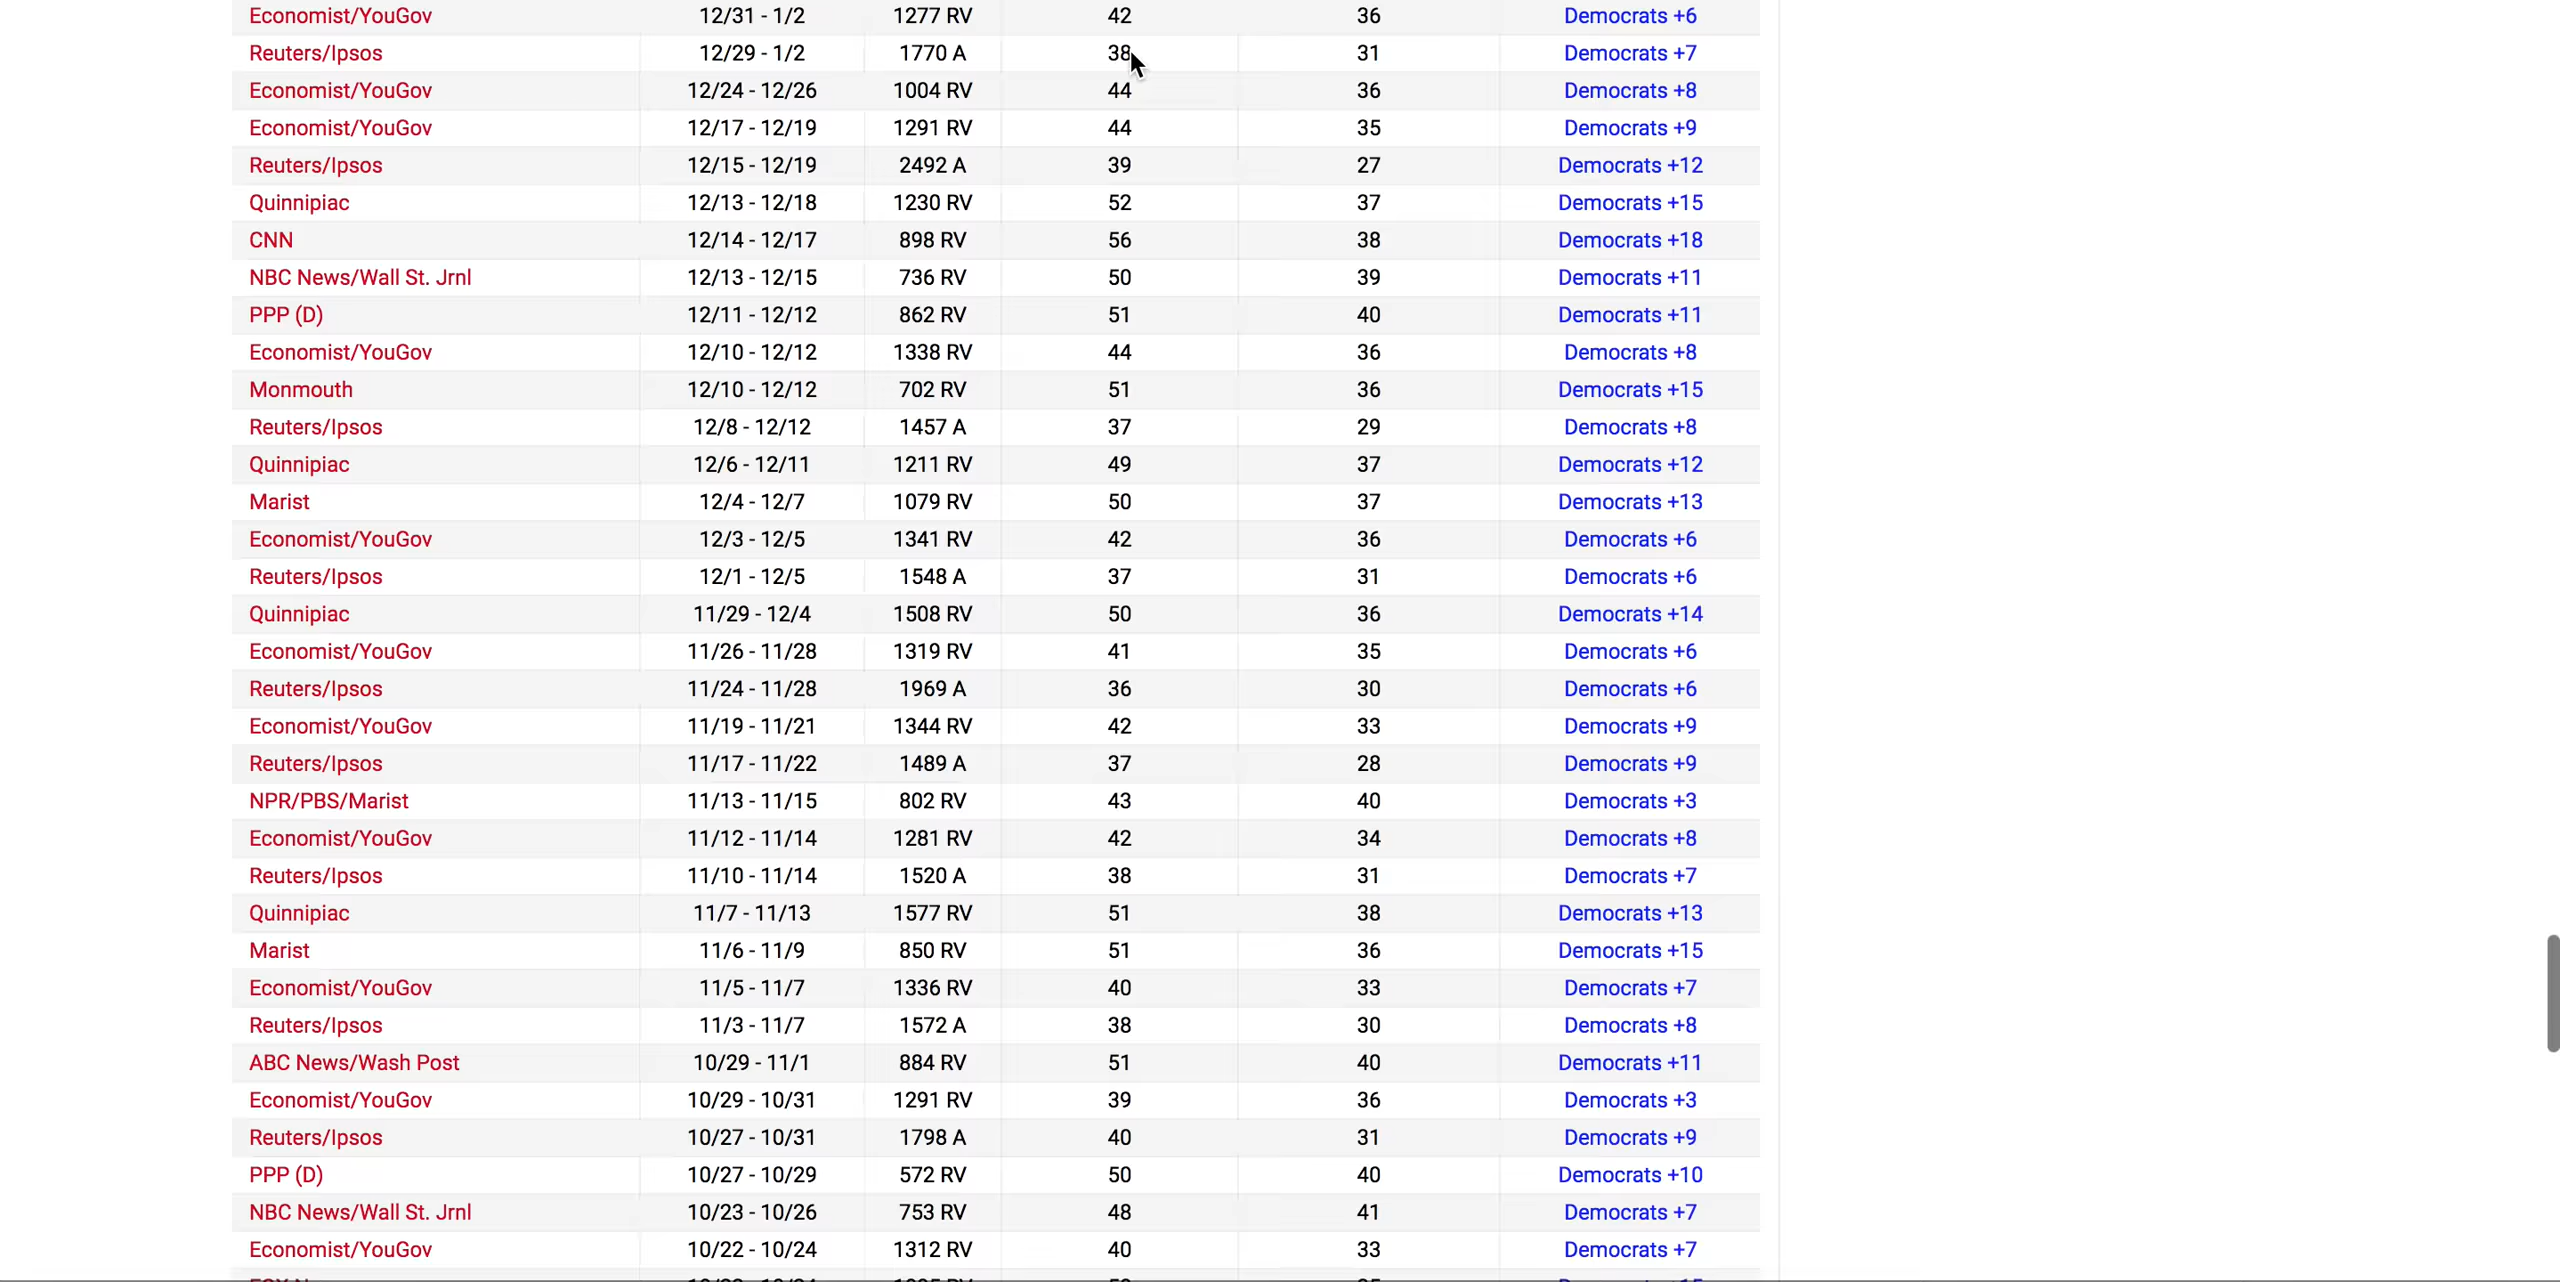 Economist/YouGov 12/31 - 1/2 1277 RV 42 36 Democrats +6
Reuters/Ipsos 12/29 - 1/2 1770 A 38 31 Democrats +7
Economist/YouGov 12/24 - 12/26 1004 RV 44 36 Democrats +8
Economist/YouGov 12/17 - 12/19 1291 RV 44 35 Democrats +9
Reuters/Ipsos 12/15 - 12/19 2492 A 39 27 Democrats +12
Quinnipiac 12/13 - 12/18 1230 RV 52 37 Democrats +15
CNN 12/14 - 12/17 898 RV 56 38 Democrats +18
NBC News/Wall St. Jrnl 12/13 - 12/15 736 RV 50 39 Democrats +11
PPP (D) 12/11 - 12/12 862 RV 51 40 Democrats +11
Economist/YouGov 12/10 - 12/12 1338 RV 44 36 Democrats +8
Monmouth 12/10 - 12/12 702 RV 51 36 Democrats +15
Reuters/Ipsos 12/8 - 12/12 1457 A 37 29 Democrats +8
Quinnipiac 12/6 - 12/11 1211 RV 49 37 Democrats +12
Marist 12/4 - 12/7 1079 RV 50 37 Democrats +13
Economist/YouGov 12/3 - 12/5 1341 RV 42 36 Democrats +6
Reuters/Ipsos 12/1 - 12/5 1548 A 37 31 Democrats +6
Quinnipiac 11/29 - 12/4 1508 RV 50 36 Democrats +14
Economist/YouGov 11/26 - 11/28 1319 RV 41 35 Democrats +6
Reuters/Ipsos 11/24 - 11/28 1969 A 36 30 Democrats +6
Economist/YouGov 11/19 - 11/21 1344 RV 42 33 Democrats +9
Reuters/Ipsos 11/17 - 11/22 1489 A 37 28 Democrats +9
NPR/PBS/Marist 11/13 - 11/15 802 RV 43 40 Democrats +3
Economist/YouGov 11/12 - 11/14 1281 RV 42 34 Democrats +8
Reuters/Ipsos 11/10 - 11/14 1520 A 38 31 Democrats +7
Quinnipiac 11/7 - 11/13 1577 RV 51 38 Democrats +13
Marist 11/6 - 11/9 850 RV 51 36 Democrats +15
Economist/YouGov 11/5 - 11/7 1336 RV 40 33 Democrats +7
Reuters/Ipsos 11/3 - 11/7 1572 A 38 30 Democrats +8
ABC News/Wash Post 10/29 - 11/1 884 RV 51 40 Democrats +11
Economist/YouGov 10/29 - 10/31 1291 RV 39 36 Democrats +3
Reuters/Ipsos 10/27 - 10/31 1798 A 40 31 Democrats +9
PPP (D) 10/27 - 10/29 572 RV 50 40 Democrats +10
NBC News/Wall St. Jrnl 10/23 - 10/26 753 RV 48 41 Democrats +7
Economist/YouGov 10/22 - 10/24 1312 RV 40 33 Democrats +7